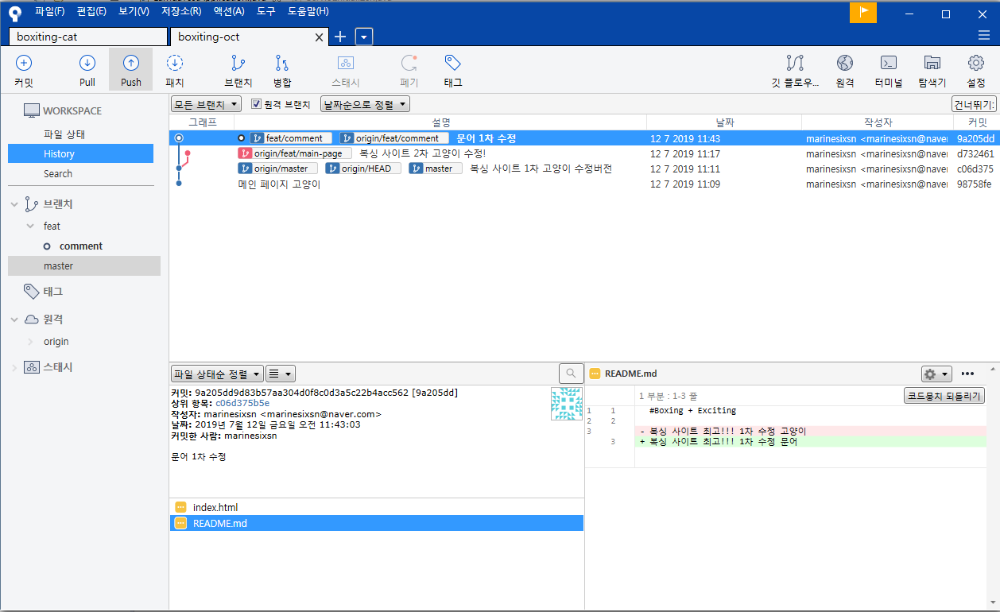 파일(F) 편집(E) 보기(V) 저장소(R) 액션(A) 도구 도움말(H)
boxiting-cat boxiting-oct
커밋 Pull Push 패치 브랜치 병합 스태시 폐기 태그 깃 플로우... 원격 터미널 탐색기 설정
WORKSPACE
파일 상태
History
Search
브랜치
feat
comment
master
태그
원격
origin
스태시
모든 브랜치 원격 브랜치 날짜순으로 정렬 건너뛰기:
그래프 설명 날짜 작성자 커밋
feat/comment origin/feat/comment 문어 1차 수정 12 7 2019 11:43 marinesixsn <marinesixsn@naver 9a205dd
origin/feat/main-page 복싱 사이트 2차 고양이 수정! 12 7 2019 11:17 marinesixsn <marinesixsn@naver d732461
origin/master origin/HEAD master 복싱 사이트 1차 고양이 수정버전 12 7 2019 11:11 marinesixsn <marinesixsn@naver c06d375
메인 페이지 고양이 12 7 2019 11:09 marinesixsn <marinesixsn@naver 98758fe
파일 상태순 정렬
커밋: 9a205dd9d83b57aa304d0f8c0d3a5c22b4acc562 [9a205dd]
상위 항목: c06d375b5e
작성자: marinesixsn <marinesixsn@naver.com>
날짜: 2019년 7월 12일 금요일 오전 11:43:03
커밋한 사람: marinesixsn
문어 1차 수정
index.html
README.md
README.md
1 부분 : 1-3 줄 코드뭉치 되돌리기
1 1 #Boxing + Exciting
2 2
3 - 복싱 사이트 최고!!! 1차 수정 고양이
3 + 복싱 사이트 최고!!! 1차 수정 문어